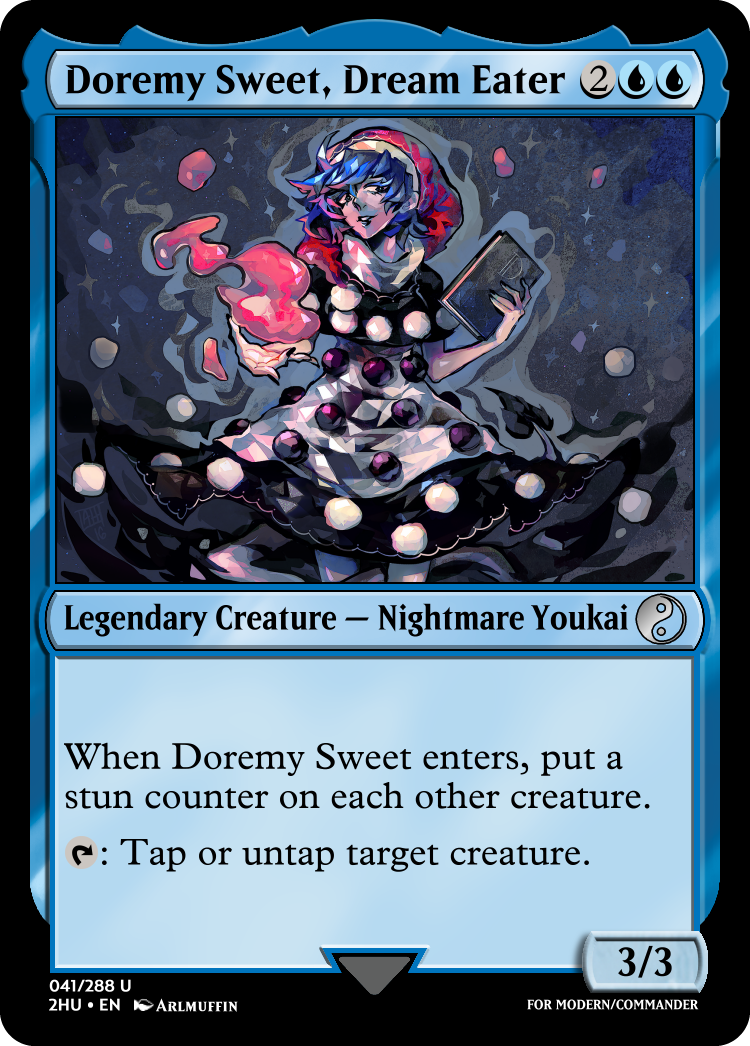 Doremy Sweet, Dream Eater 2
D
Legendary Creature — Nightmare Youkai
When Doremy Sweet enters, put a
stun counter on each other creature.
: Tap or untap target creature.
3/3
041/288 U
2HU • EN Arlmuffin
FOR MODERN/COMMANDER